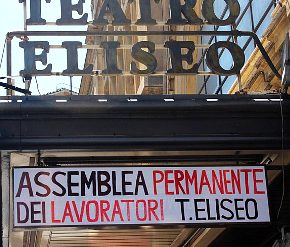 TEATRO
ELISEO
ASSEMBLEA PERMANENTE
DEI LAVORATORI T.ELISEO